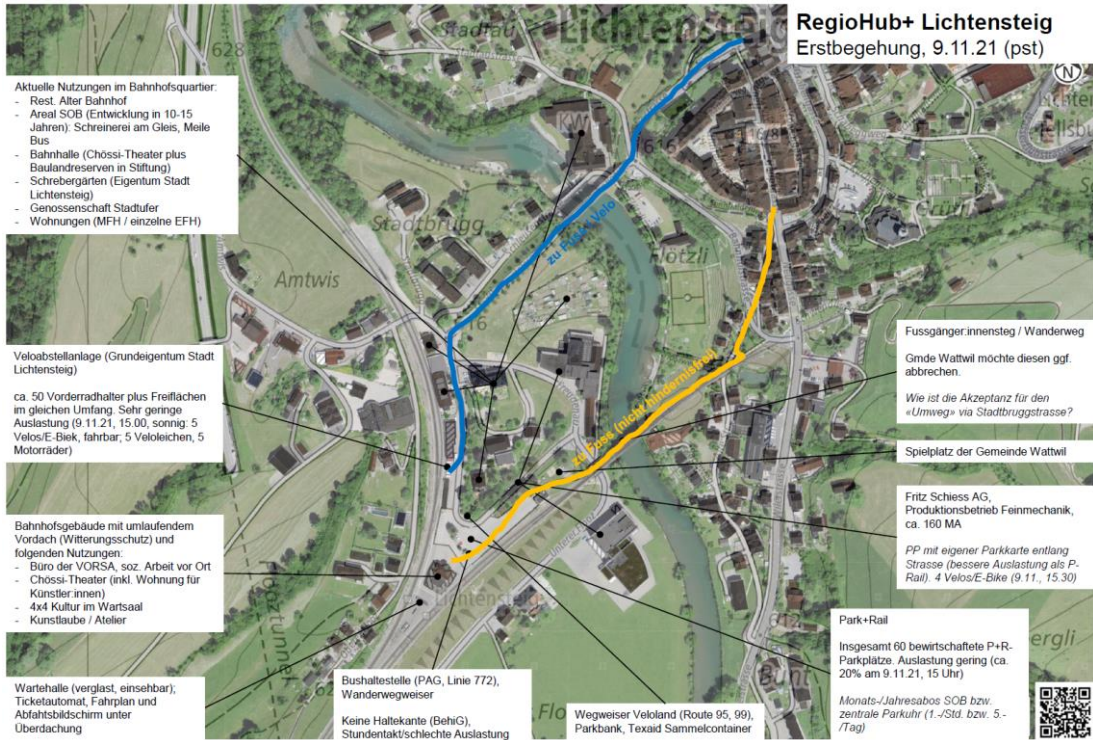 RegioHub+ Lichtensteig
Erstbegehung, 9.11.21 (pst)
N
Lichtensteig
628
Stadtau
KW
616
Stadtbrugg
zu Fuss / Velo
Flötzli
Amtwis
616
zu Fuss (nicht hindernisfrei)
Unterec
Lichtensteig
612
Bunt
ergli
Flo
Aktuelle Nutzungen im Bahnhofsquartier:
- Rest. Alter Bahnhof
- Areal SOB (Entwicklung in 10-15
Jahren): Schreinerei am Gleis, Meile
Bus
- Bahnhalle (Chössi-Theater plus
Baulandreserven in Stiftung)
- Schrebergärten (Eigentum Stadt
Lichtensteig)
- Genossenschaft Stadtufer
- Wohnungen (MFH / einzelne EFH)
Veloabstellanlage (Grundeigentum Stadt
Lichtensteig)
ca. 50 Vorderradhalter plus Freiflächen
im gleichen Umfang. Sehr geringe
Auslastung (9.11.21, 15.00, sonnig: 5
Velos/E-Biek, fahrbar; 5 Veloleichen, 5
Motorräder)
Bahnhofsgebäude mit umlaufendem
Vordach (Witterungsschutz) und
folgenden Nutzungen:
- Büro der VORSA, soz. Arbeit vor Ort
- Chössi-Theater (inkl. Wohnung für
Künstler:innen)
- 4x4 Kultur im Wartsaal
- Kunstlaube / Atelier
Wartehalle (verglast, einsehbar);
Ticketautomat, Fahrplan und
Abfahtsbildschirm unter
Überdachung
Bushaltestelle (PAG, Linie 772),
Wanderwegweiser
Keine Haltekante (BehiG),
Stundentakt/schlechte Auslastung
Wegweiser Veloland (Route 95, 99),
Parkbank, Texaid Sammelcontainer
Fussgänger:innensteg / Wanderweg
Gmde Wattwil möchte diesen ggf.
abbrechen.
Wie ist die Akzeptanz für den
«Umweg» via Stadtbruggstrasse?
Spielplatz der Gemeinde Wattwil
Fritz Schiess AG,
Produktionsbetrieb Feinmechanik,
ca. 160 MA
PP mit eigener Parkkarte entlang
Strasse (bessere Auslastung als P-
Rail). 4 Velos/E-Bike (9.11., 15.30)
Park+Rail
Insgesamt 60 bewirtschaftete P+R-
Parkplätze. Auslastung gering (ca.
20% am 9.11.21, 15 Uhr)
Monats-/Jahresabos SOB bzw.
zentrale Parkuhr (1.-/Std. bzw. 5.-
/Tag)